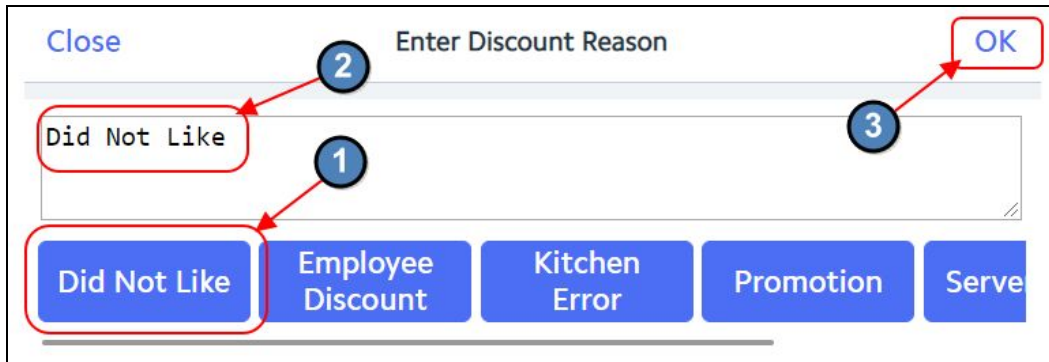 Close
Enter Discount Reason
OK
2
Did Not Like
3
1
Did Not Like
Employee
Discount
Kitchen
Error
Promotion
Serve